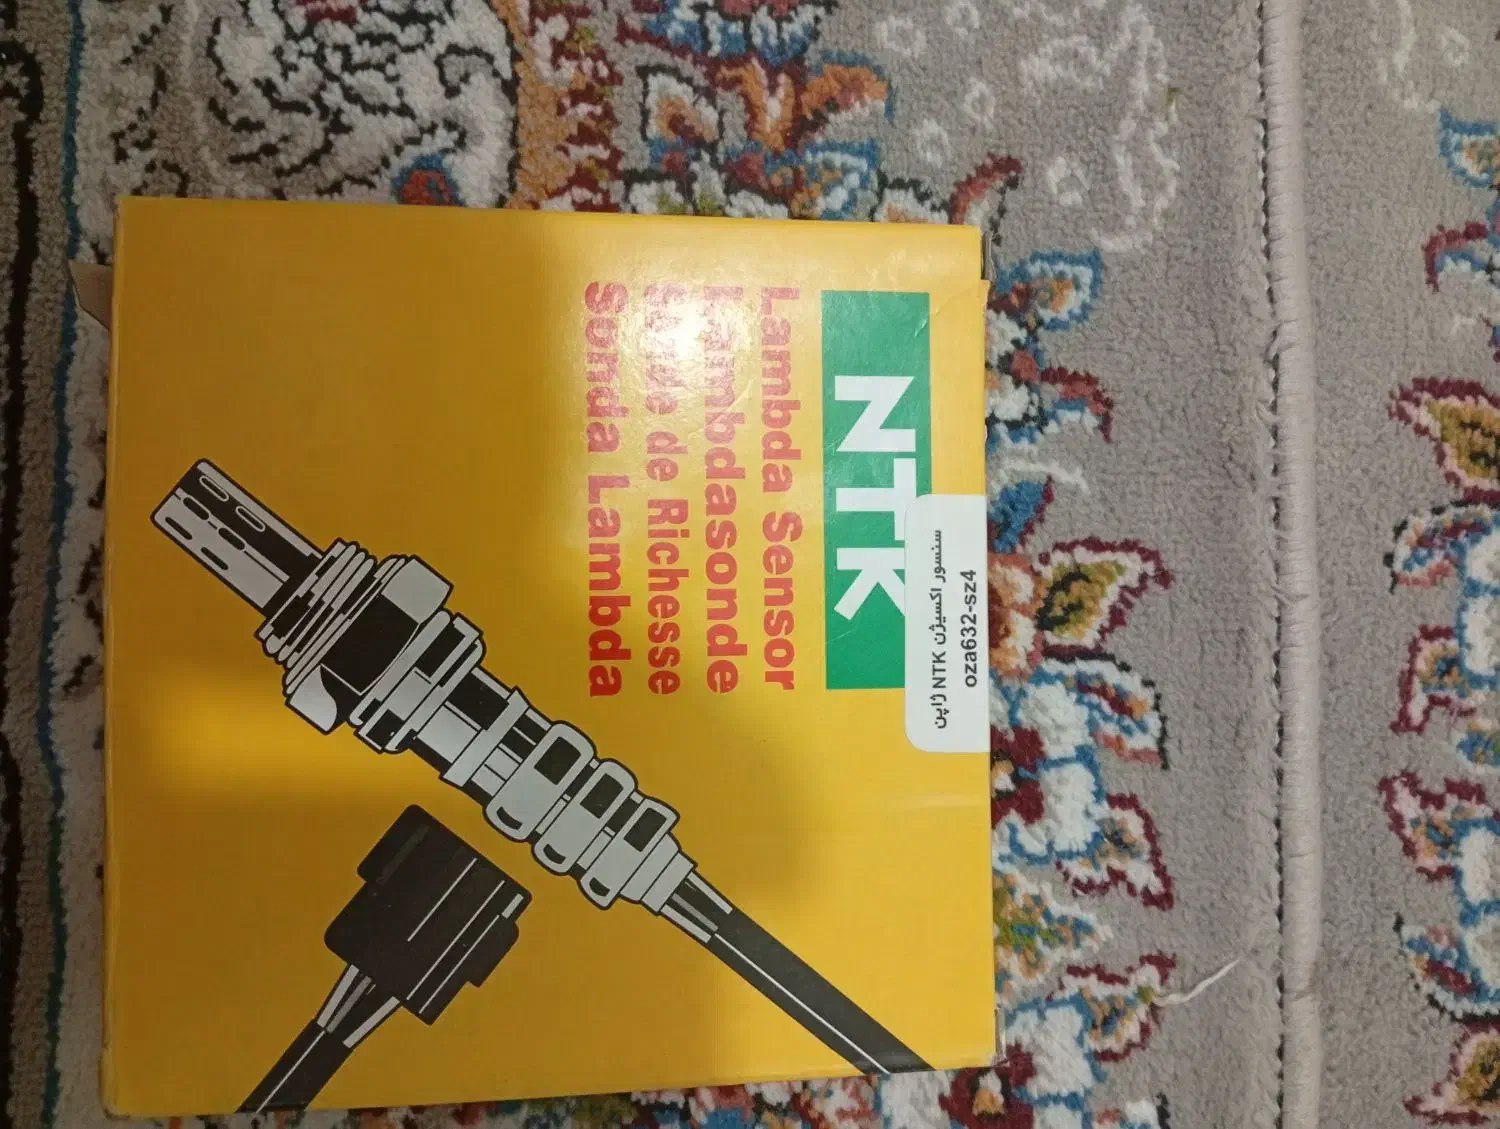 NTK
سنسور اکسیژن NTK ژاپن
oza632-sz4
Lambda Sensor
Lambdasonde
Sonde de Richesse
Sonda Lambda